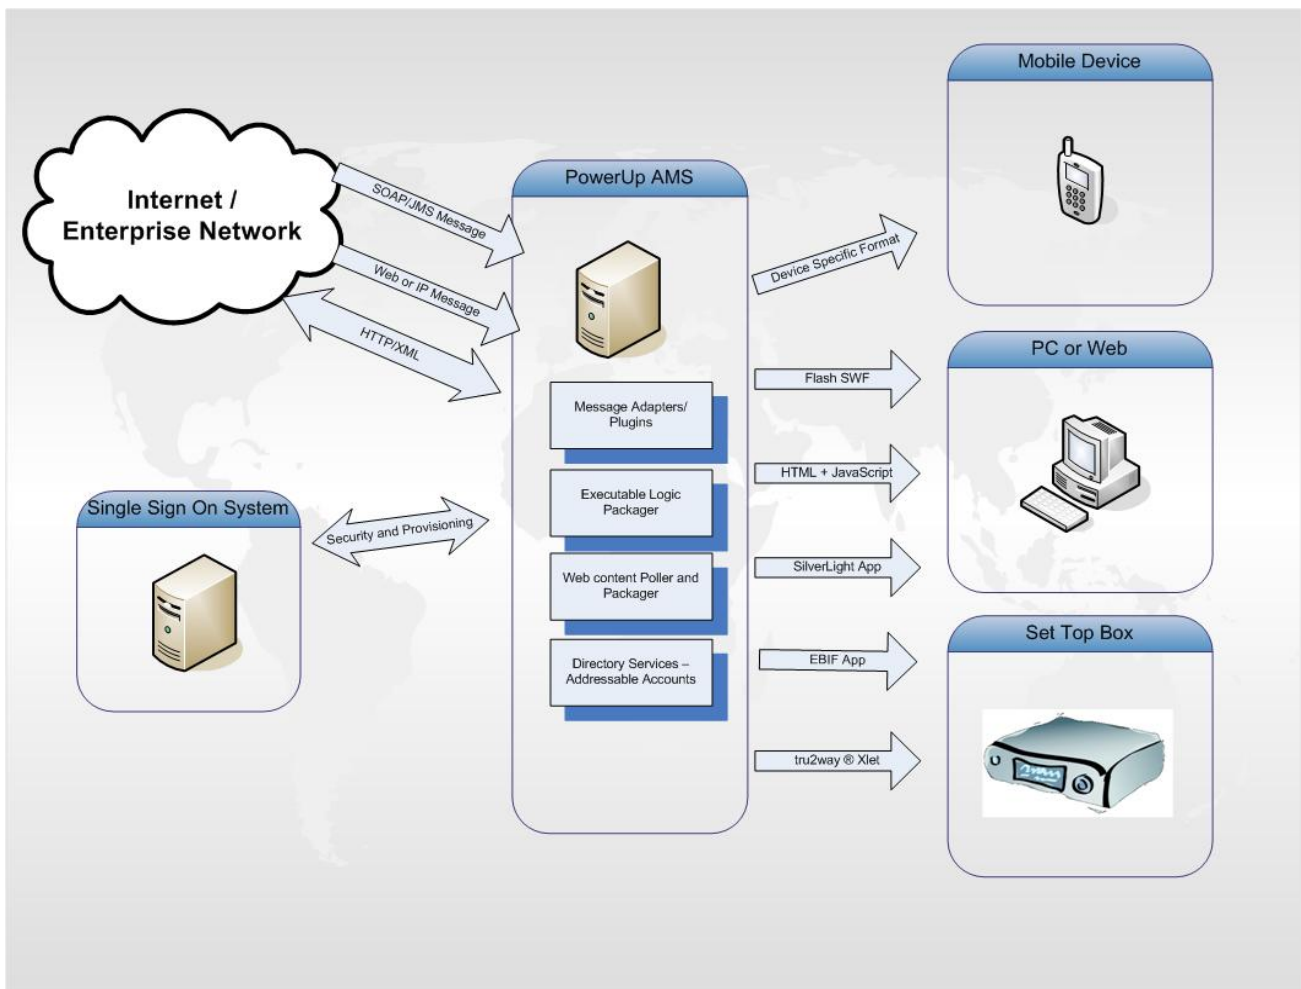 Mobile Device
Internet /
Enterprise Network
SOAP/JMS Message
Web or IP Message
HTTP/XML
PowerUp AMS
Message Adapters/
Plugins
Executable Logic
Packager
Web content Poller and
Packager
Directory Services –
Addressable Accounts
Single Sign On System
Security and Provisioning
Device Specific Format
PC or Web
Flash SWF
HTML + JavaScript
SilverLight App
Set Top Box
EBIF App
tru2way ® Xlet